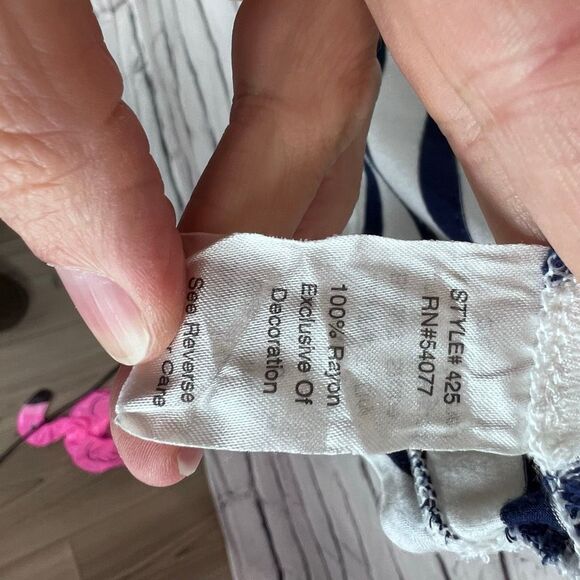 STYLE# 425
RN#54077
100% Rayon
Exclusive Of
Decoration
See Reverse
Care